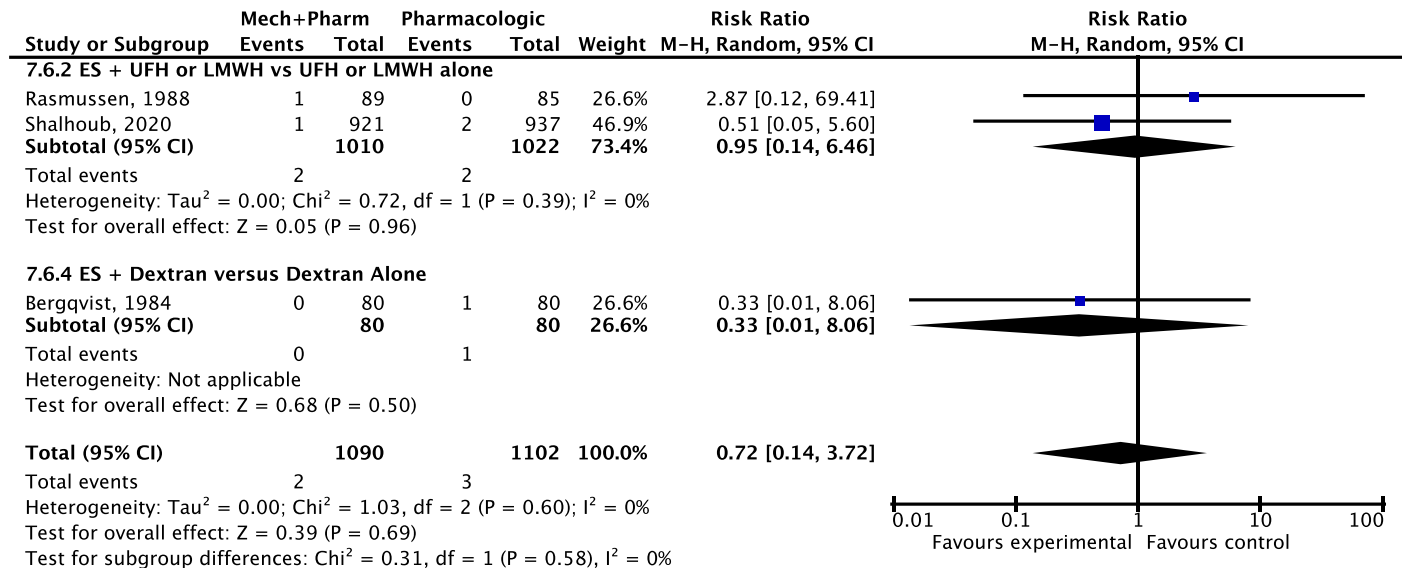 Mech+Pharm Pharmacologic Risk Ratio Risk Ratio
Study or Subgroup Events Total Events Total Weight M-H, Random, 95% CI M-H, Random, 95% CI
7.6.2 ES + UFH or LMWH vs UFH or LMWH alone
Rasmussen, 1988 1 89 0 85 26.6% 2.87 [0.12, 69.41]
Shalhoub, 2020 1 921 2 937 46.9% 0.51 [0.05, 5.60]
Subtotal (95% CI) 1010 1022 73.4% 0.95 [0.14, 6.46]
Total events 2 2
Heterogeneity: Tau² = 0.00; Chi² = 0.72, df = 1 (P = 0.39); I² = 0%
Test for overall effect: Z = 0.05 (P = 0.96)
7.6.4 ES + Dextran versus Dextran Alone
Bergqvist, 1984 0 80 1 80 26.6% 0.33 [0.01, 8.06]
Subtotal (95% CI) 80 80 26.6% 0.33 [0.01, 8.06]
Total events 0 1
Heterogeneity: Not applicable
Test for overall effect: Z = 0.68 (P = 0.50)
Total (95% CI) 1090 1102 100.0% 0.72 [0.14, 3.72]
Total events 2 3
Heterogeneity: Tau² = 0.00; Chi² = 1.03, df = 2 (P = 0.60); I² = 0%
Test for overall effect: Z = 0.39 (P = 0.69)
Test for subgroup differences: Chi² = 0.31, df = 1 (P = 0.58), I² = 0%
0.01 0.1 1 10 100
Favours experimental Favours control